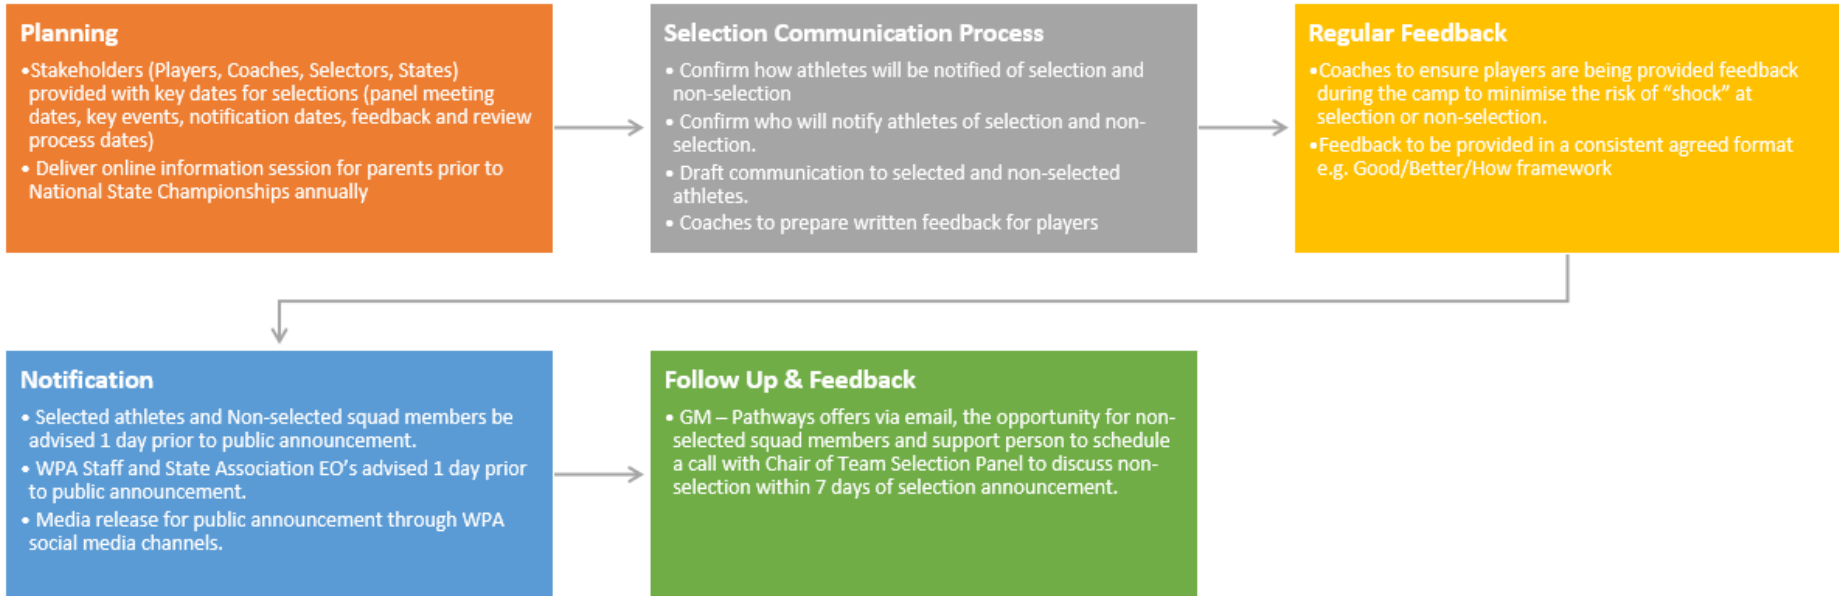 Planning
•Stakeholders (Players, Coaches, Selectors, States)
provided with key dates for selections (panel meeting
dates, key events, notification dates, feedback and review
process dates)
• Deliver online information session for parents prior to
National State Championships annually
Selection Communication Process
• Confirm how athletes will be notified of selection and
non-selection
• Confirm who will notify athletes of selection and non-
selection.
• Draft communication to selected and non-selected
athletes.
• Coaches to prepare written feedback for players
Regular Feedback
•Coaches to ensure players are being provided feedback
during the camp to minimise the risk of “shock” at
selection or non-selection.
•Feedback to be provided in a consistent agreed format
e.g. Good/Better/How framework
Notification
• Selected athletes and Non-selected squad members be
advised 1 day prior to public announcement.
• WPA Staff and State Association EO’s advised 1 day prior
to public announcement.
• Media release for public announcement through WPA
social media channels.
Follow Up & Feedback
• GM – Pathways offers via email, the opportunity for non-
selected squad members and support person to schedule
a call with Chair of Team Selection Panel to discuss non-
selection within 7 days of selection announcement.